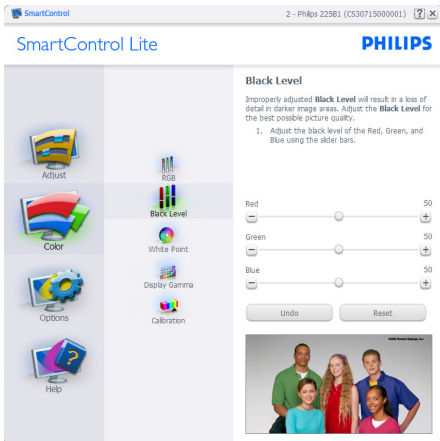 SmartControl
2 - Philips 225B1 (CS30715000001)
SmartControl Lite
PHILIPS
Adjust
Color
Options
Help
RGB
Black Level
White Point
Display Gamma
Calibration
Black Level
Improperly adjusted Black Level will result in a loss of
detail in darker image areas. Adjust the Black Level for
the best possible picture quality.
1. Adjust the black level of the Red, Green, and
Blue using the slider bars.
Red 50
Green 50
Blue 50
Undo
Reset